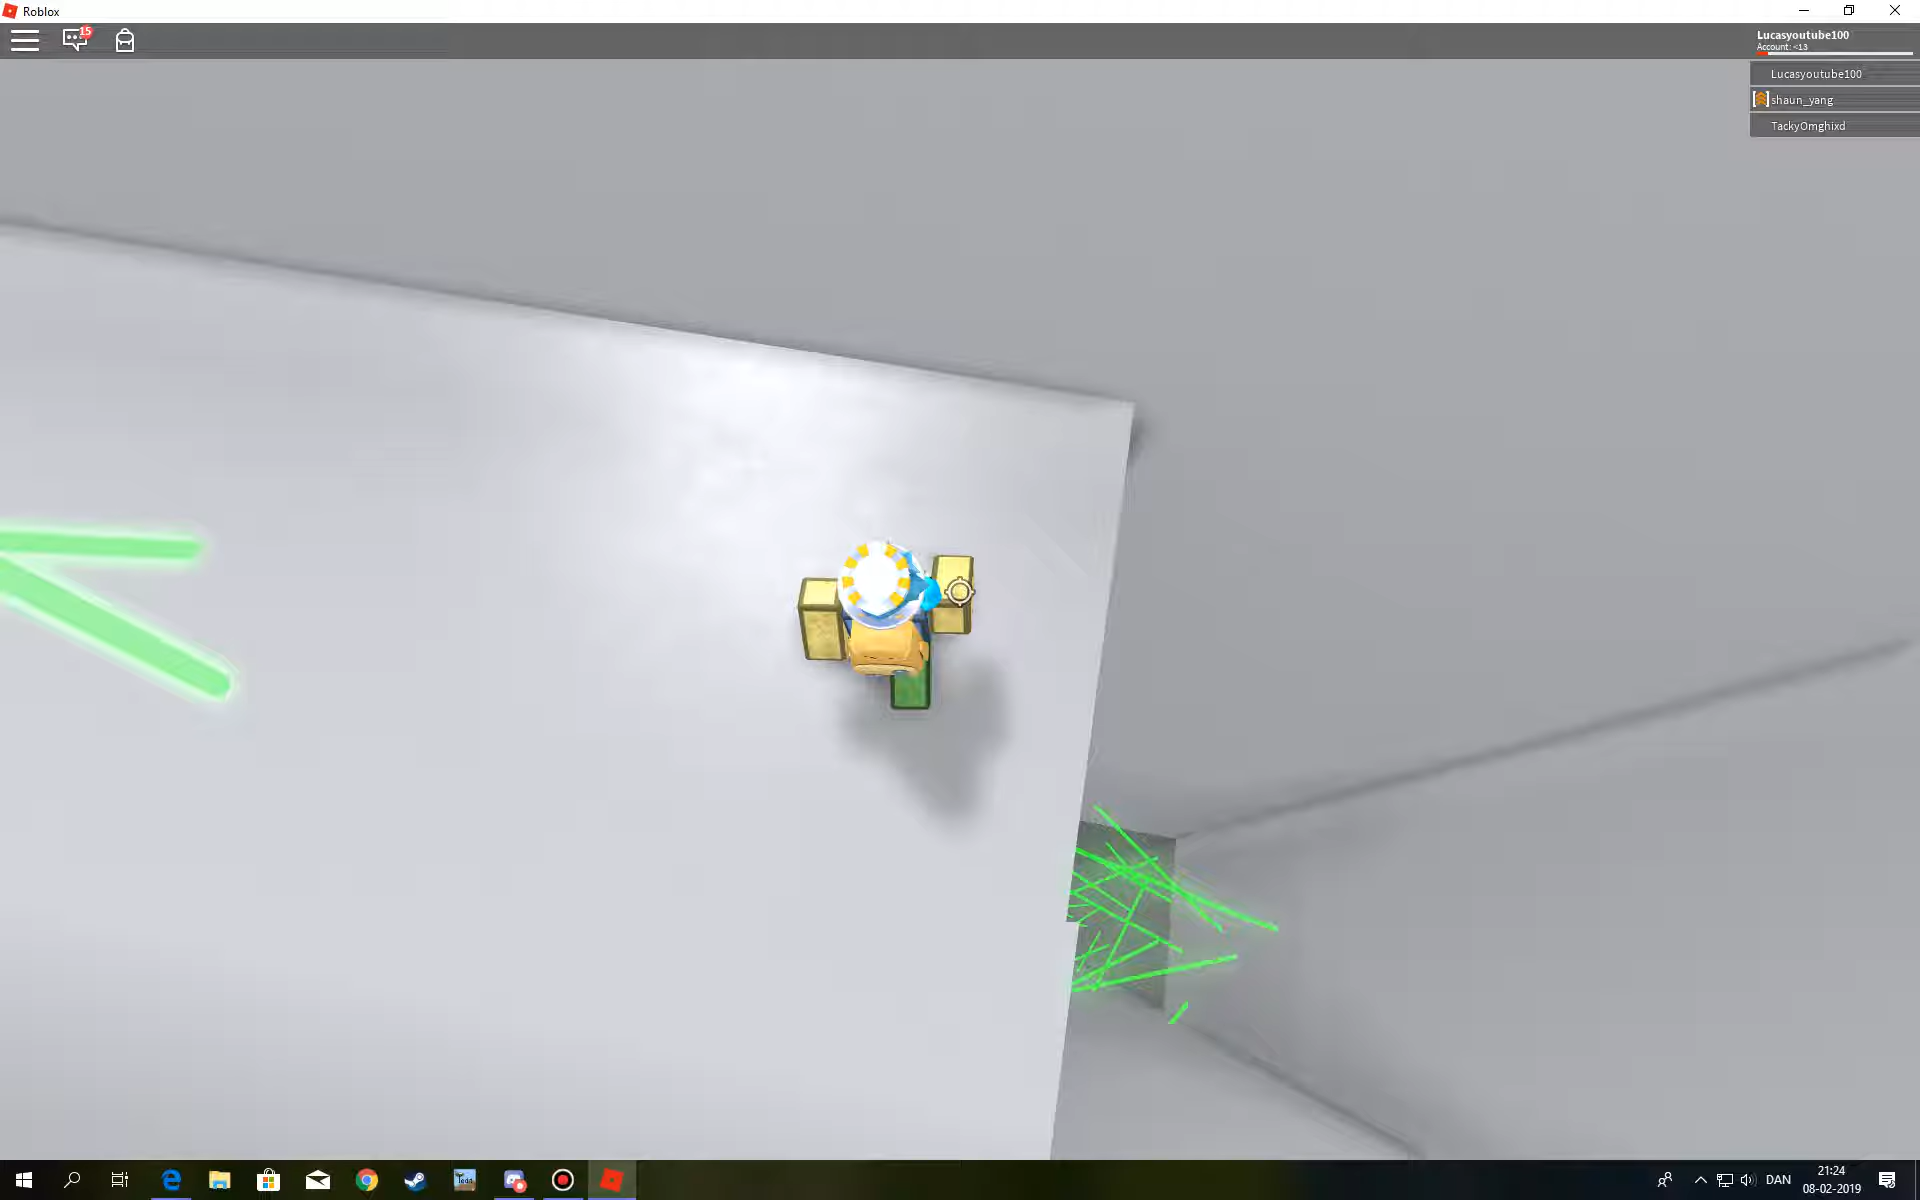 Roblox
15
Lucasyoutube100
Account: <13
Lucasyoutube100
shaun_yang
TackyOmghixd
DAN
21:24
08-02-2019